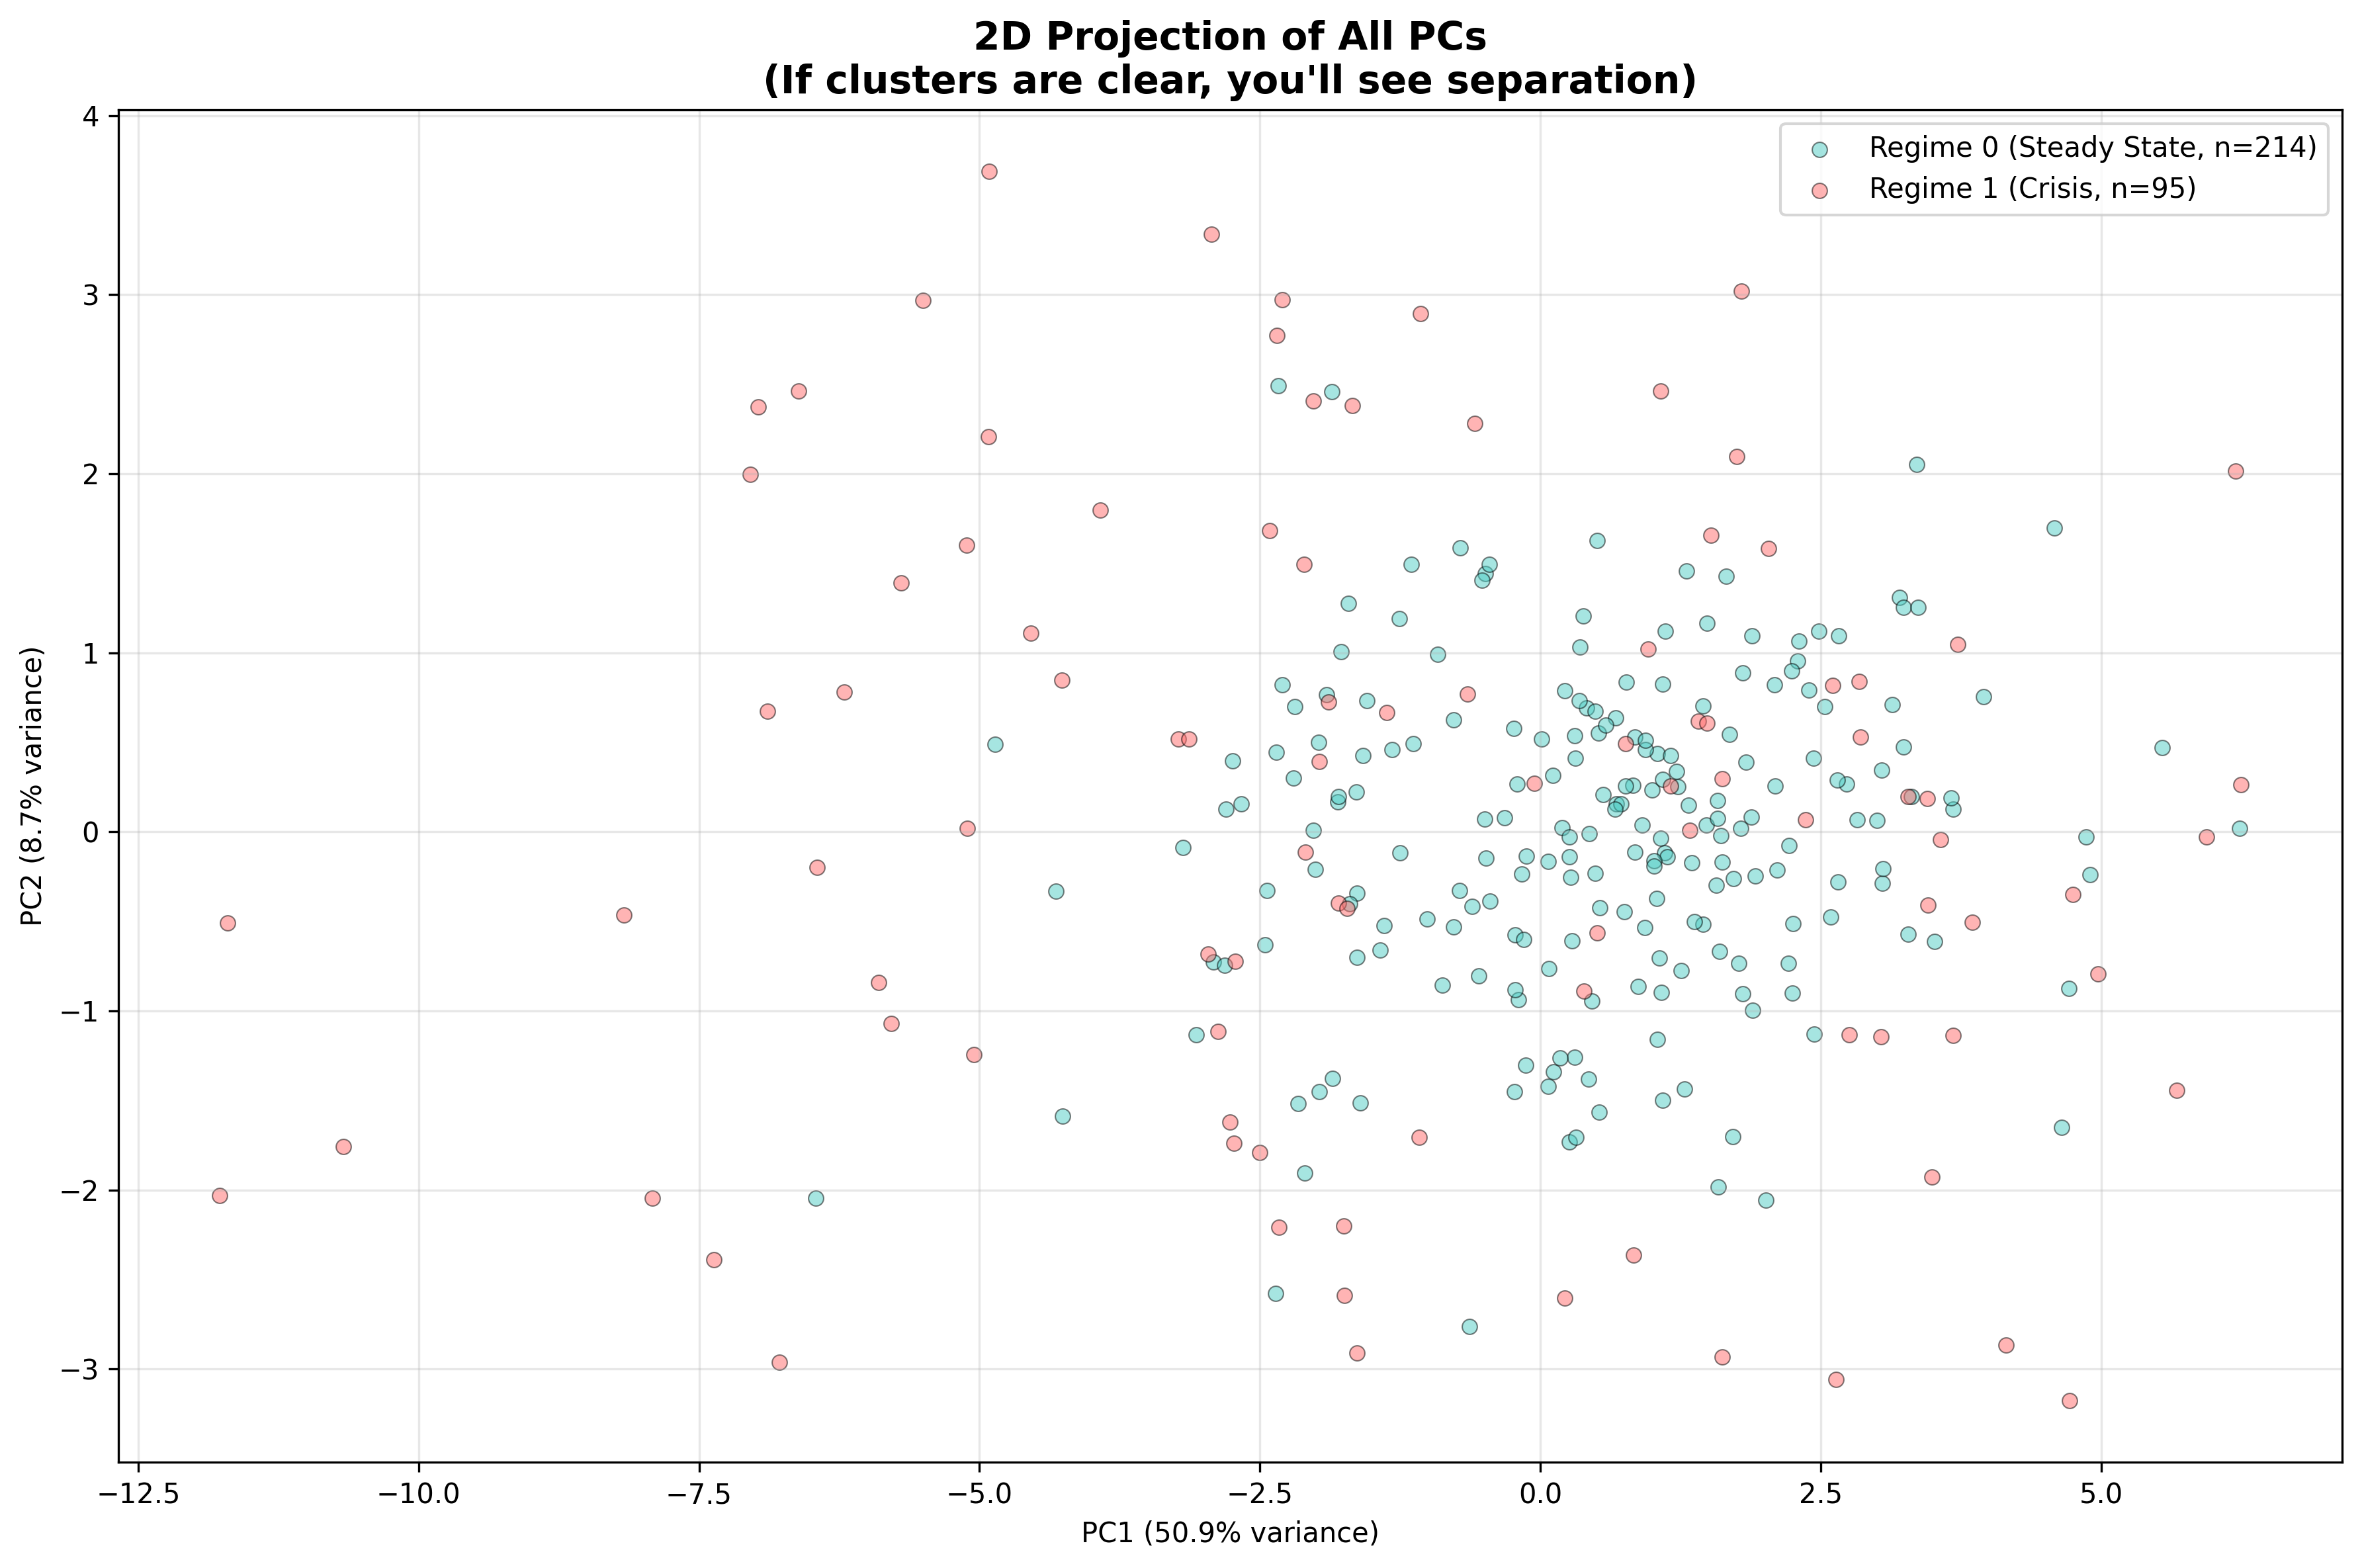 2D Projection of All PCs
(If clusters are clear, you'll see separation)
Regime 0 (Steady State, n=214)
Regime 1 (Crisis, n=95)
4
3
2
1
0
−1
−2
−3
PC2 (8.7% variance)
−12.5 −10.0 −7.5 −5.0 −2.5 0.0 2.5 5.0
PC1 (50.9% variance)